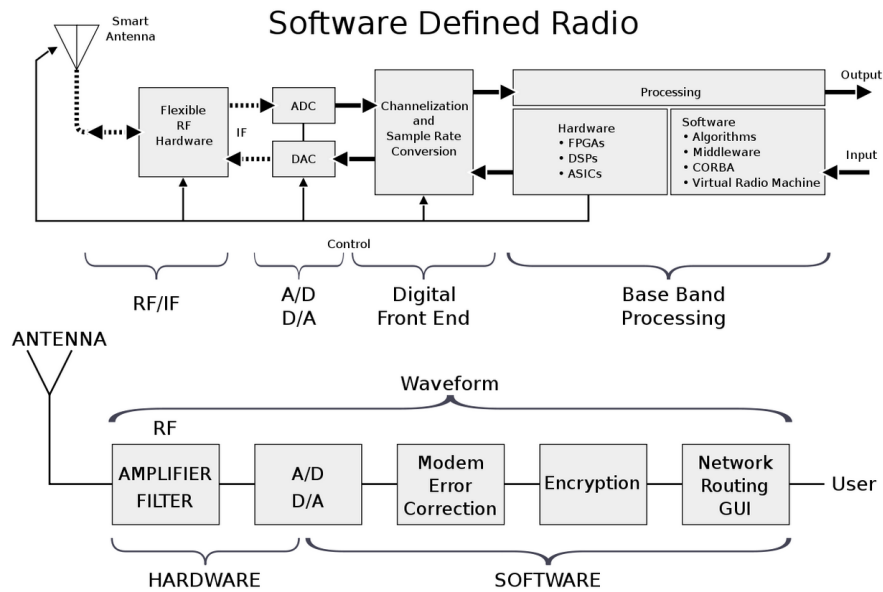 Software Defined Radio
Smart
Antenna
Flexible
RF
Hardware
IF
ADC
DAC
Channelization
and
Sample Rate
Conversion
Processing
Hardware
• FPGAs
• DSPs
• ASICs
Software
• Algorithms
• Middleware
• CORBA
• Virtual Radio Machine
Output
Input
Control
RF/IF
A/D
D/A
Digital
Front End
Base Band
Processing
ANTENNA
Waveform
RF
AMPLIFIER
FILTER
A/D
D/A
Modem
Error
Correction
Encryption
Network
Routing
GUI
User
HARDWARE
SOFTWARE